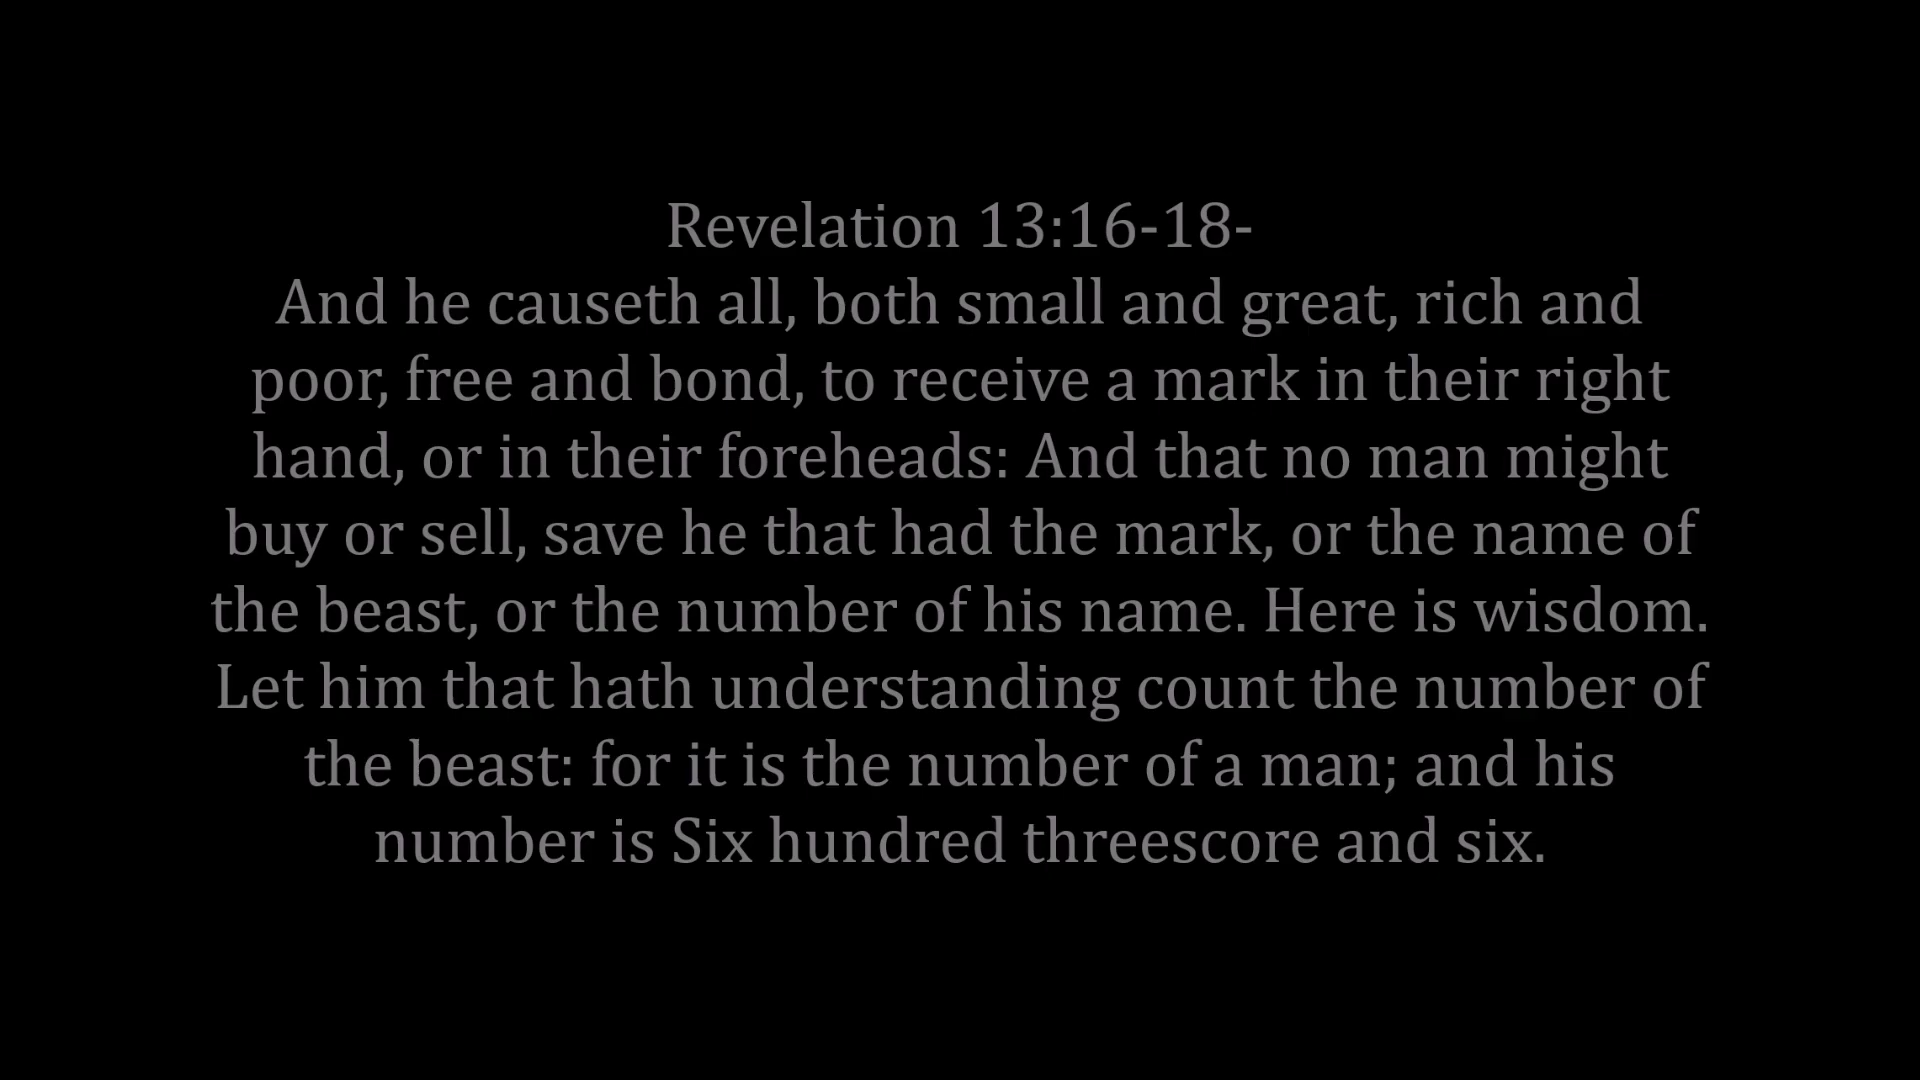 Revelation 13:16-18-
And he causeth all, both small and great, rich and
poor, free and bond, to receive a mark in their right
hand, or in their foreheads: And that no man might
buy or sell, save he that had the mark, or the name of
the beast, or the number of his name. Here is wisdom.
Let him that hath understanding count the number of
the beast: for it is the number of a man; and his
number is Six hundred threescore and six.